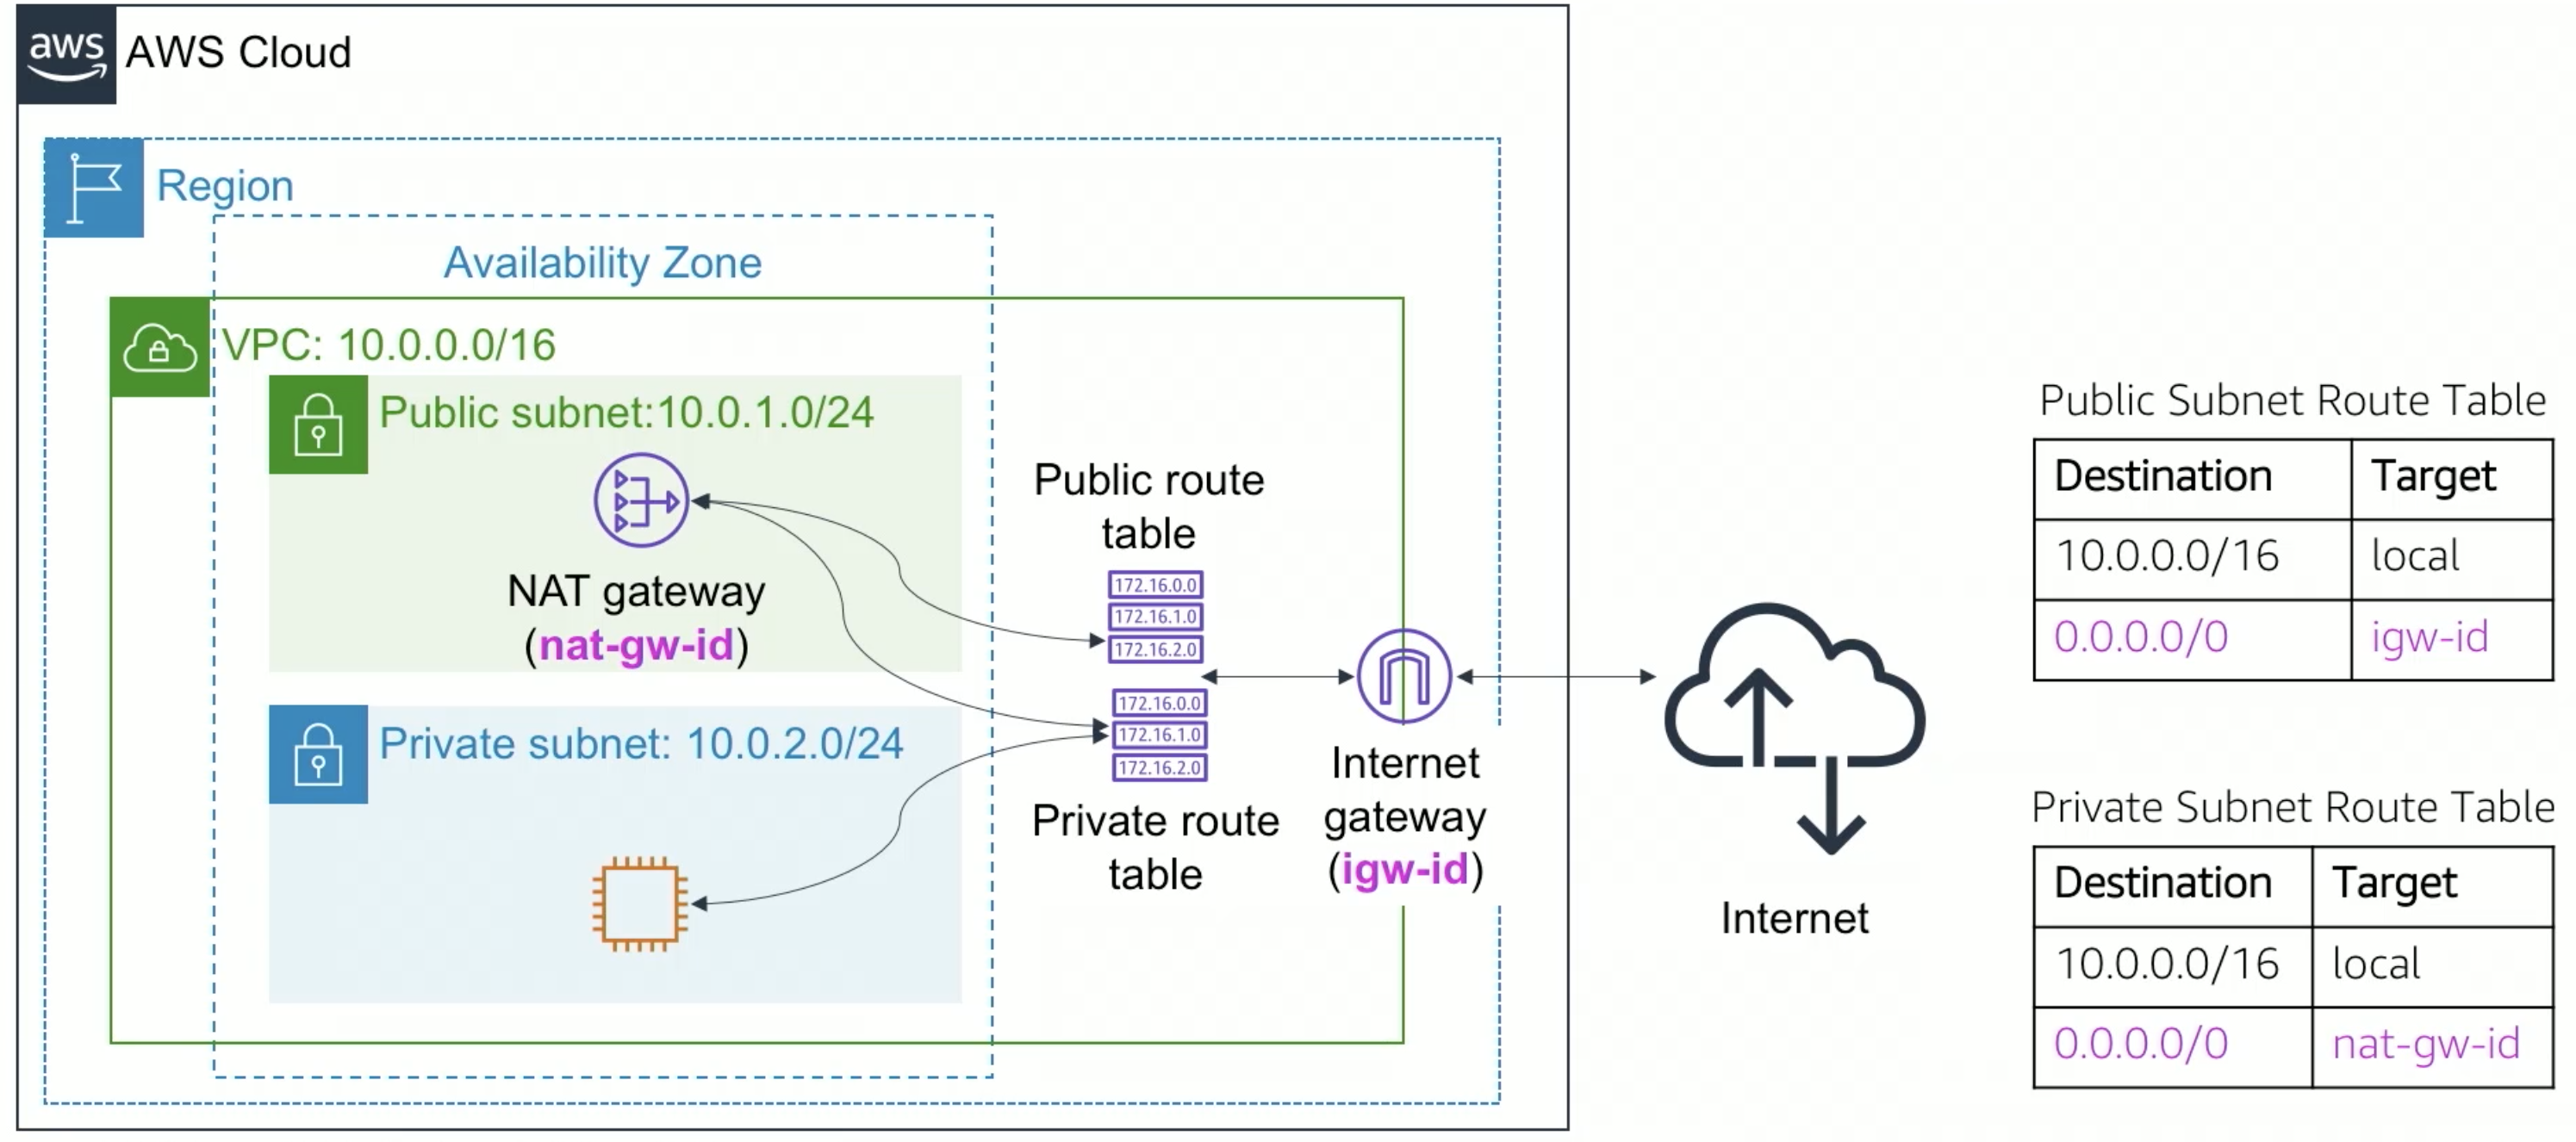 aws
AWS Cloud
Region
Availability Zone
VPC: 10.0.0.0/16
Public subnet:10.0.1.0/24
NAT gateway
(nat-gw-id)
Private subnet: 10.0.2.0/24
Public route
table
172.16.0.0
172.16.1.0
172.16.2.0
172.16.0.0
172.16.1.0
172.16.2.0
Private route
table
Internet
gateway
(igw-id)
Internet
Public Subnet Route Table
Destination Target
10.0.0.0/16 local
0.0.0.0/0 igw-id
Private Subnet Route Table
Destination Target
10.0.0.0/16 local
0.0.0.0/0 nat-gw-id